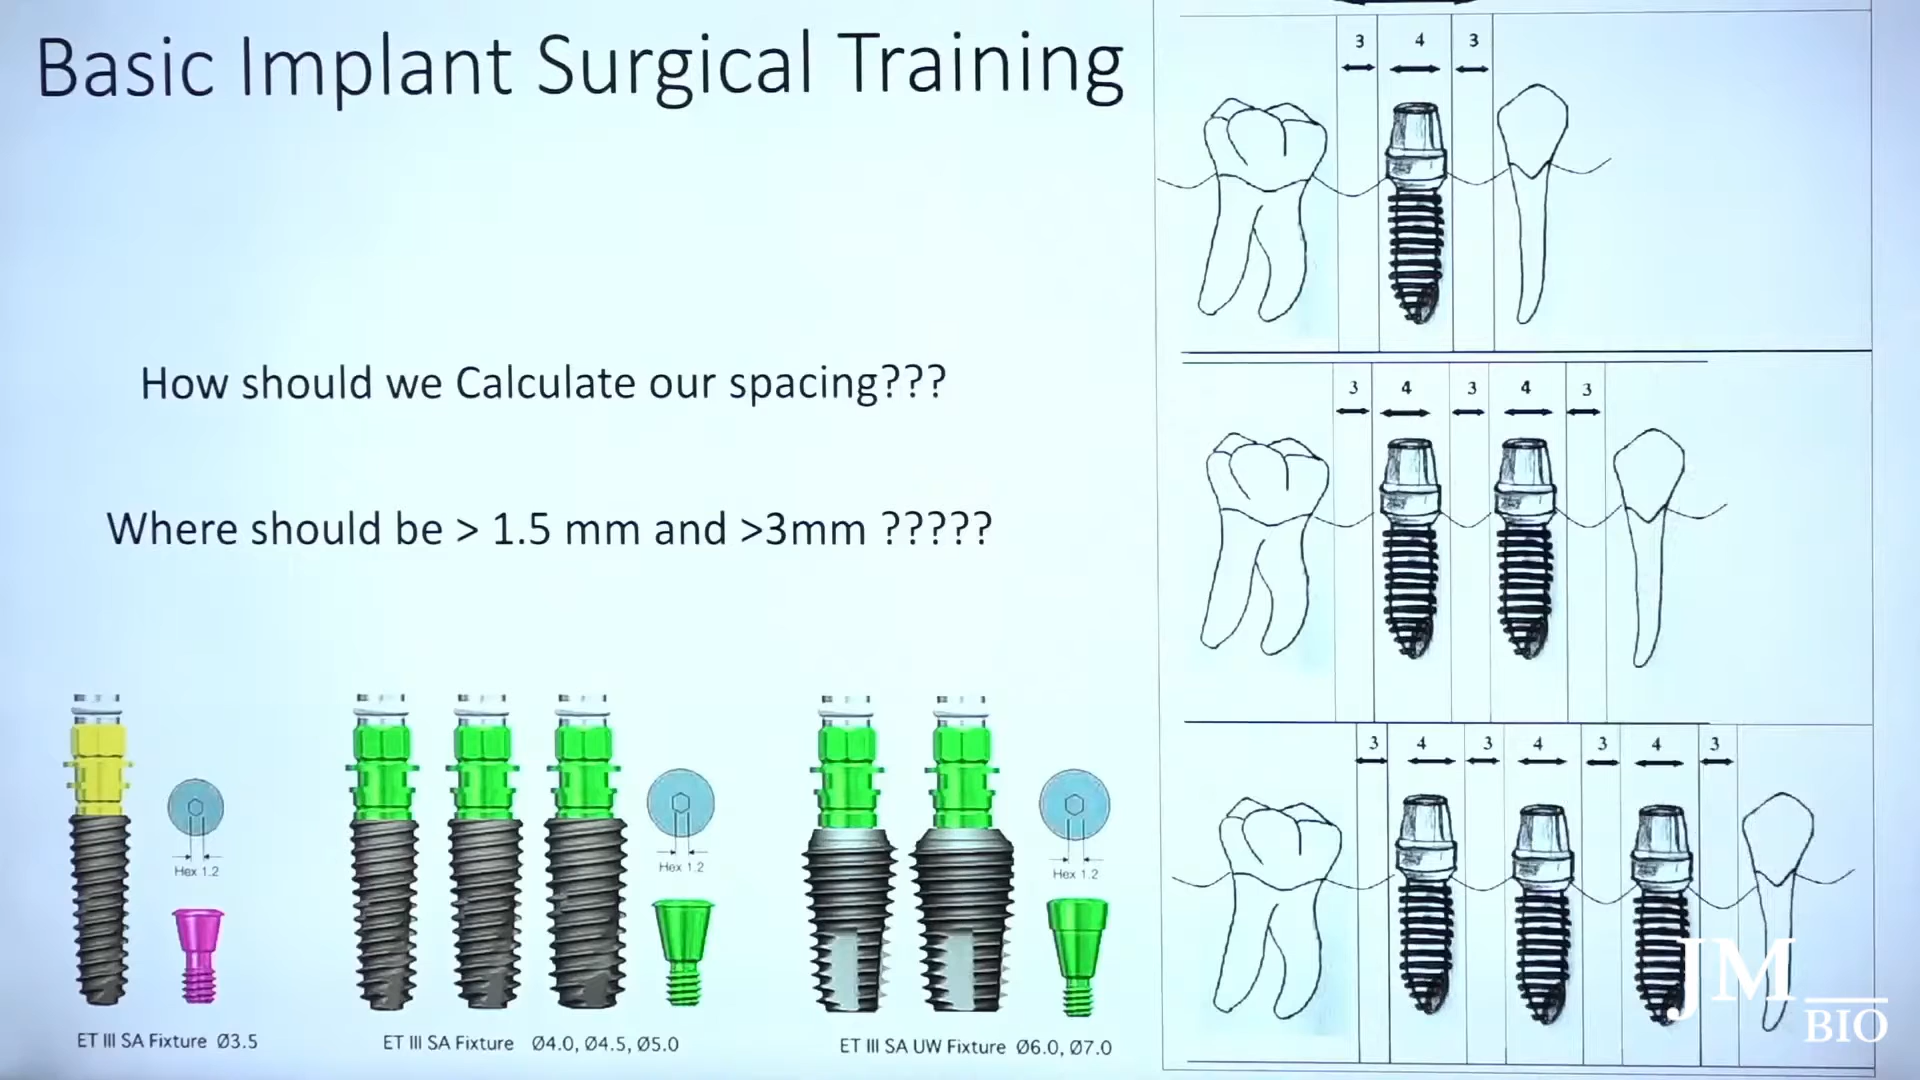 Basic Implant Surgical Training
How should we Calculate our spacing???
Where should be > 1.5 mm and >3mm ?????
Hex 1.2
Hex 1.2
Hex 1.2
ET III SA Fixture Ø3.5
ET III SA Fixture Ø4.0, Ø4.5, Ø5.0
ET III SA UW Fixture Ø6.0, Ø7.0
3 4 3
3 4 3 4 3
3 4 3 4 3 4 3
JM
BIO